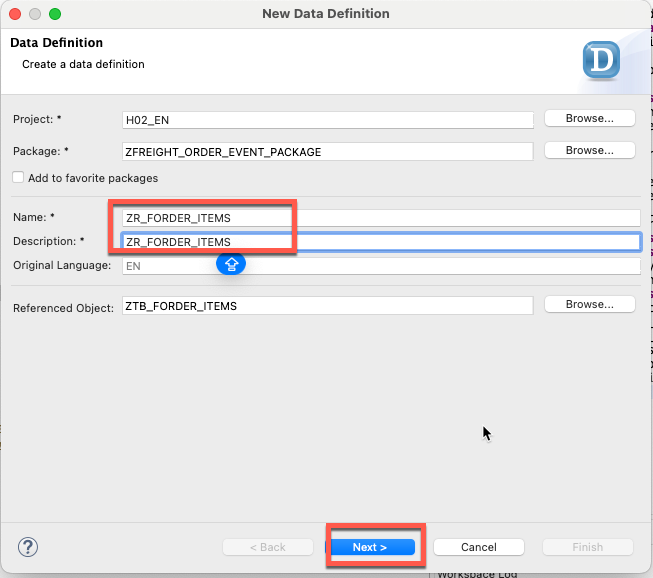 New Data Definition
Data Definition
Create a data definition
D
Project: * H02_EN Browse...
Package: * ZFREIGHT_ORDER_EVENT_PACKAGE Browse...
Add to favorite packages
Name: * ZR_FORDER_ITEMS
Description: * ZR_FORDER_ITEMS
Original Language: EN
Referenced Object: ZTB_FORDER_ITEMS Browse...
? < Back Next > Cancel Finish
Workspace Log